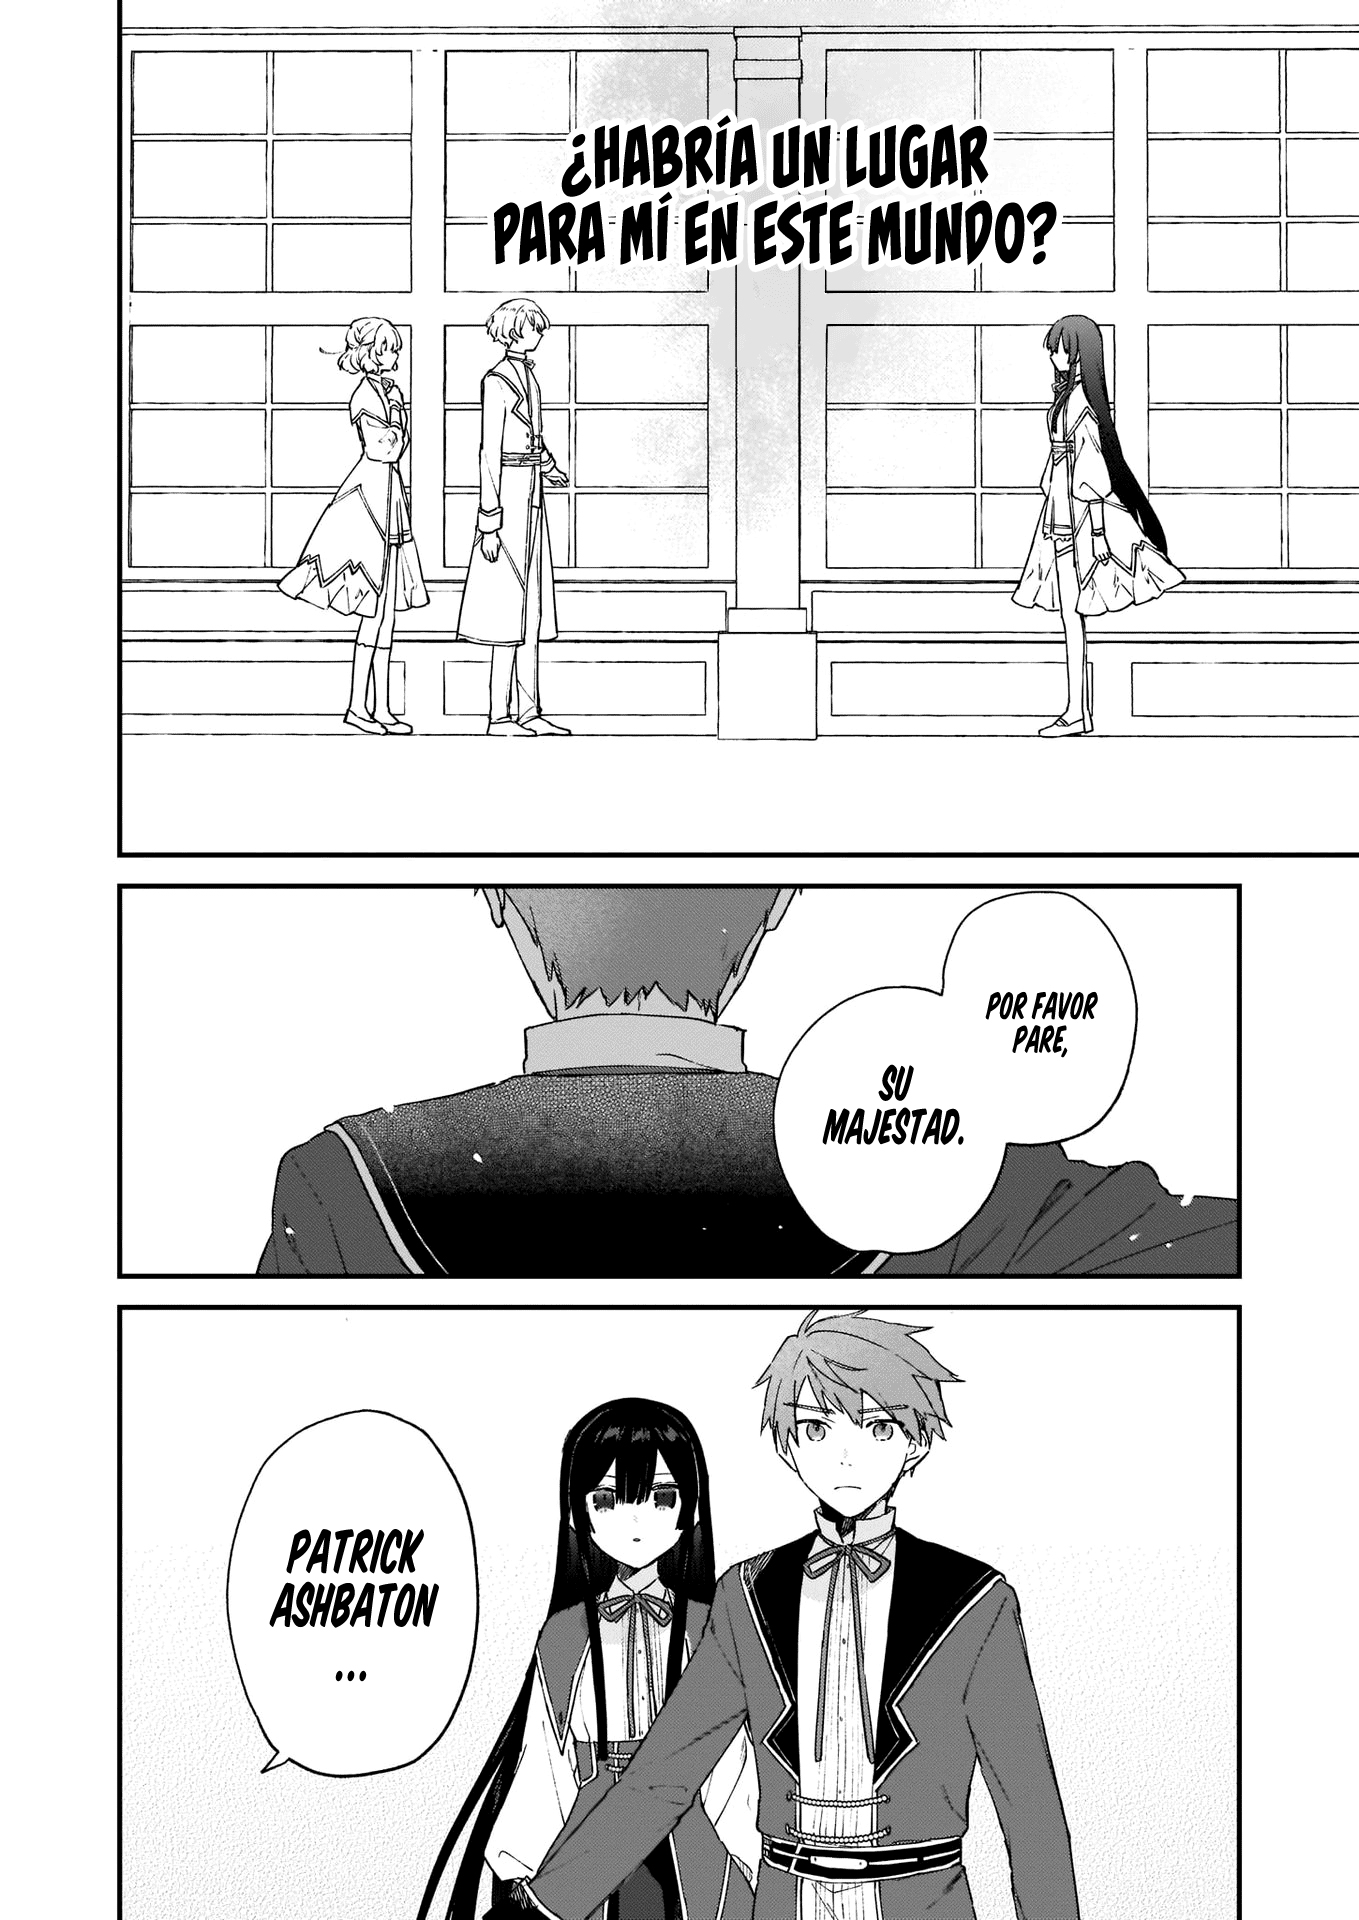 ¿HABRÍA UN LUGAR
PARA MÍ EN ESTE MUNDO?
POR FAVOR
PARE,
SU
MAJESTAD.
PATRICK
ASHBATON
...